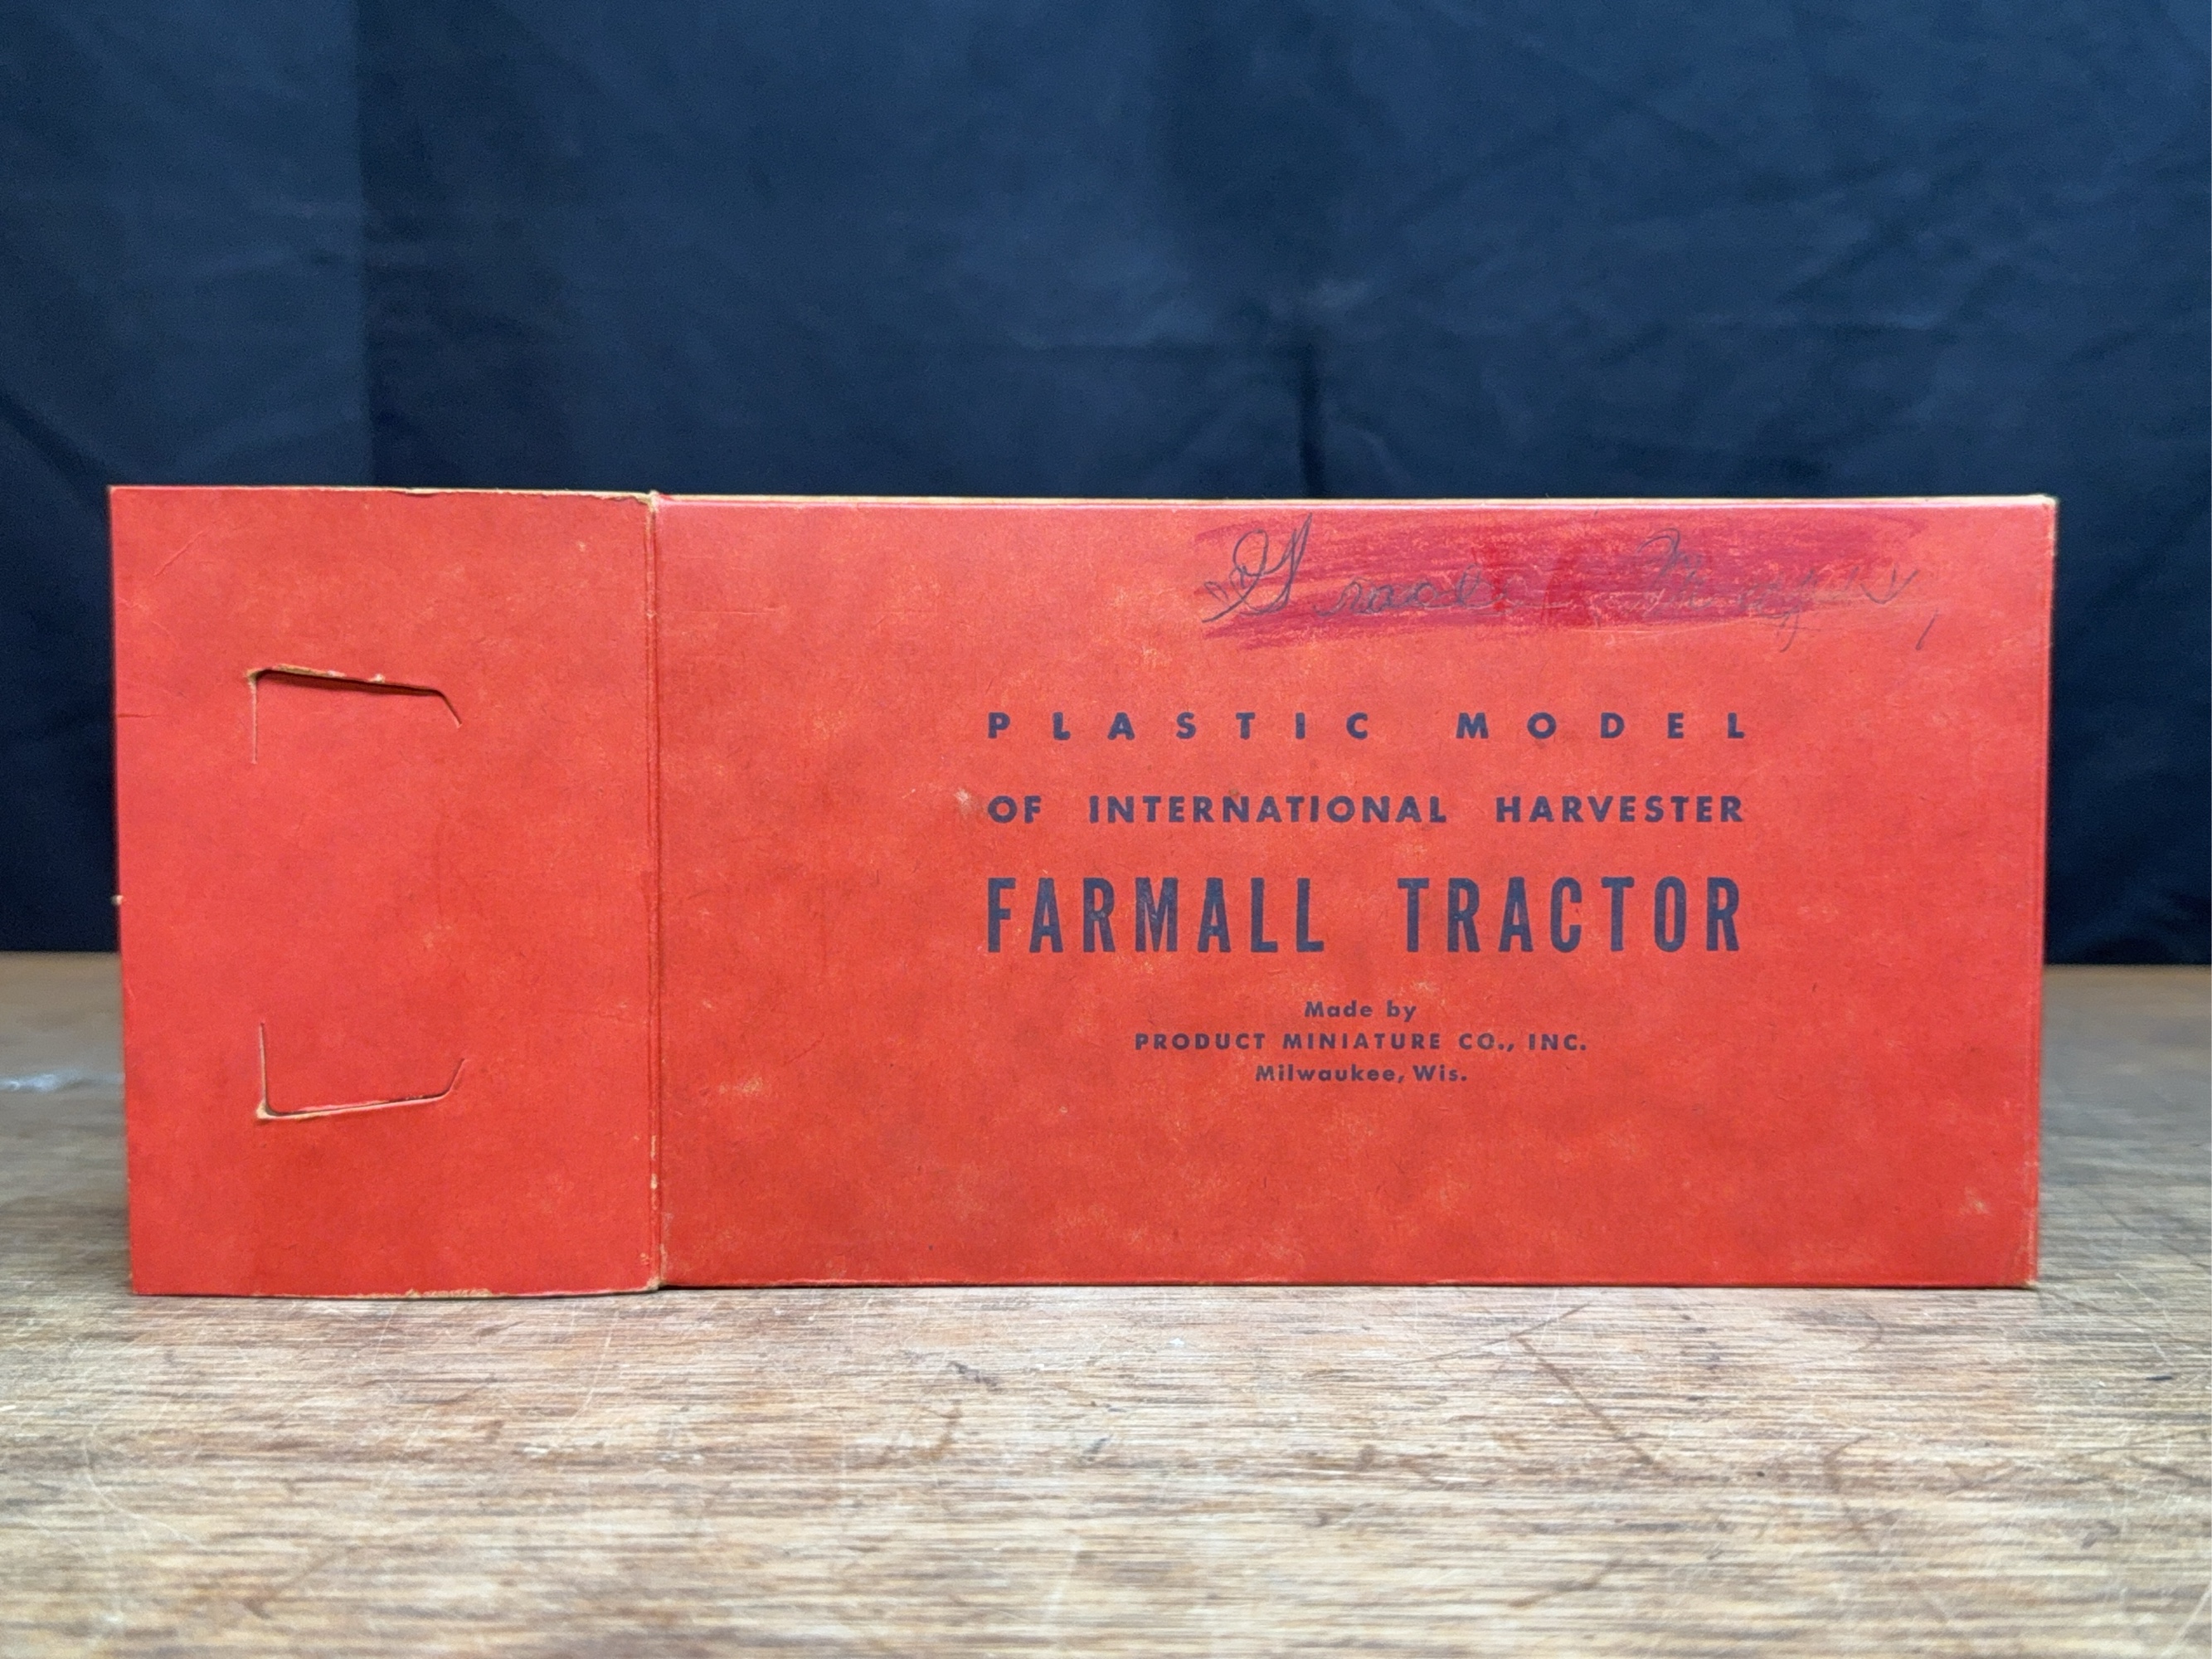 PLASTIC MODEL
OF INTERNATIONAL HARVESTER
FARMALL TRACTOR
Made by
PRODUCT MINIATURE CO., INC.
Milwaukee, Wis.